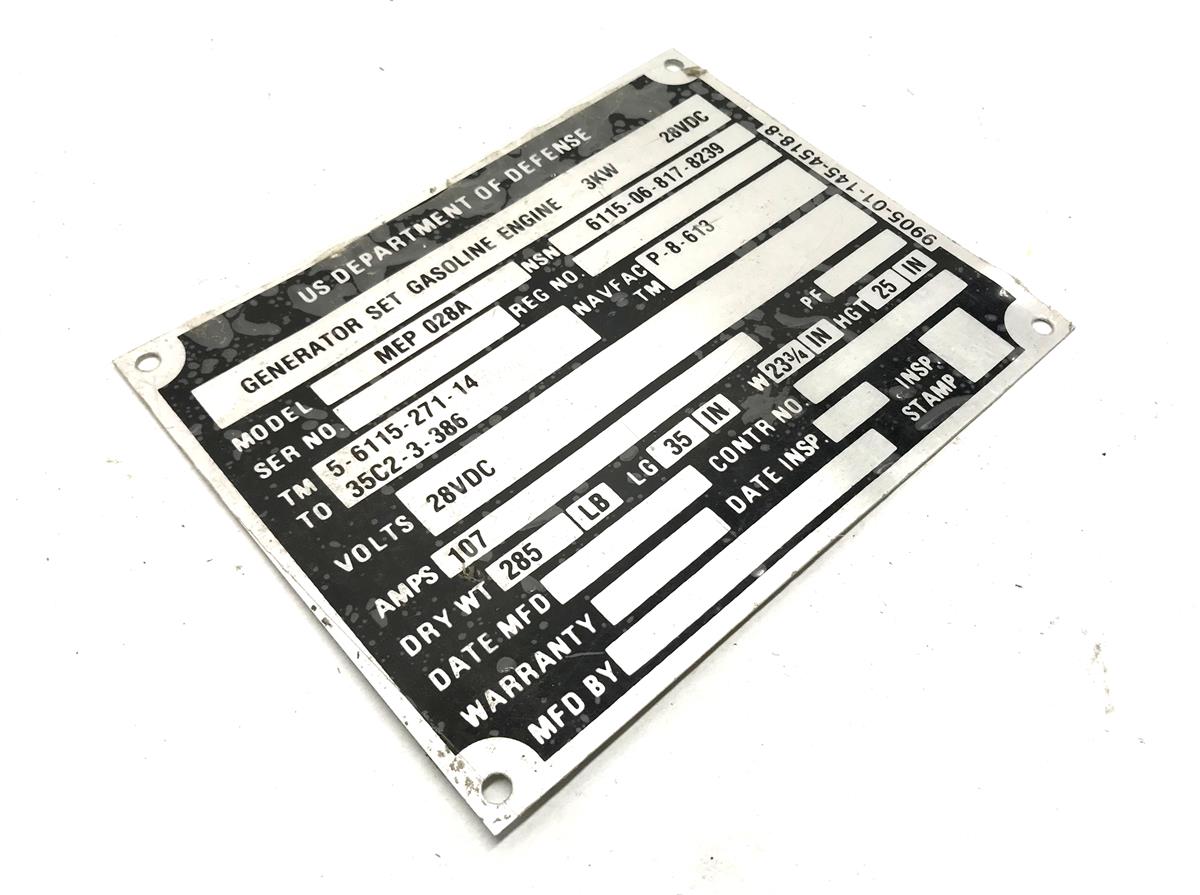 US DEPARTMENT OF DEFENSE
GENERATOR SET GASOLINE ENGINE 3KW 28VDC
MODEL MEP 028A NSN 6115-06-817-8239
SER NO. REG NO.
TM 5-6115-271-14 NAVFAC P-8-613
TO 35C2-3-386 TM
VOLTS 28VDC
AMPS 107 PF
DRY WT 285 LB LG 35 IN W 23¾ IN HGT 25 IN
DATE MFD CONTR NO.
WARRANTY DATE INSP. INSP.
STAMP
MFD BY
9905-01-145-4518-8